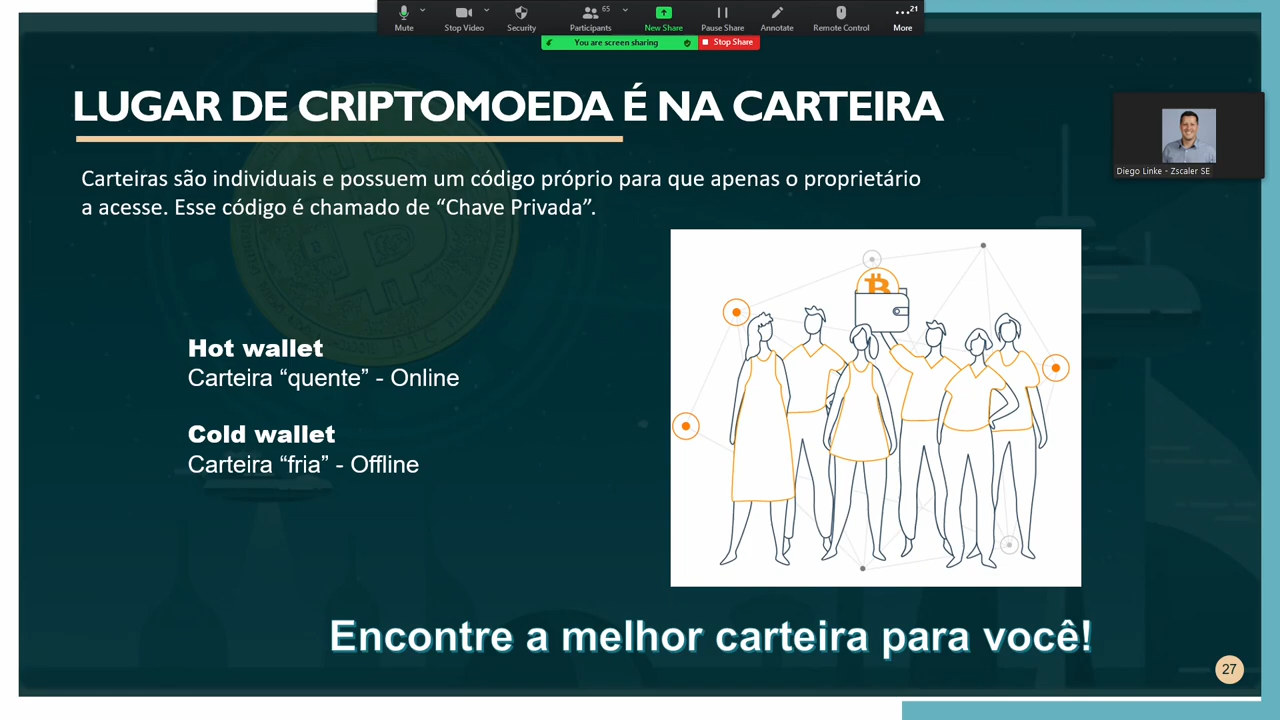 65
21
Mute
Stop Video
Security
Participants
New Share
Pause Share
Annotate
Remote Control
More
You are screen sharing
Stop Share
LUGAR DE CRIPTOMOEDA É NA CARTEIRA
Diego Linke - Zscaler SE
Carteiras são individuais e possuem um código próprio para que apenas o proprietário
a acesse. Esse código é chamado de “Chave Privada”.
Hot wallet
Carteira “quente” - Online
Cold wallet
Carteira “fria” - Offline
Encontre a melhor carteira para você!
27